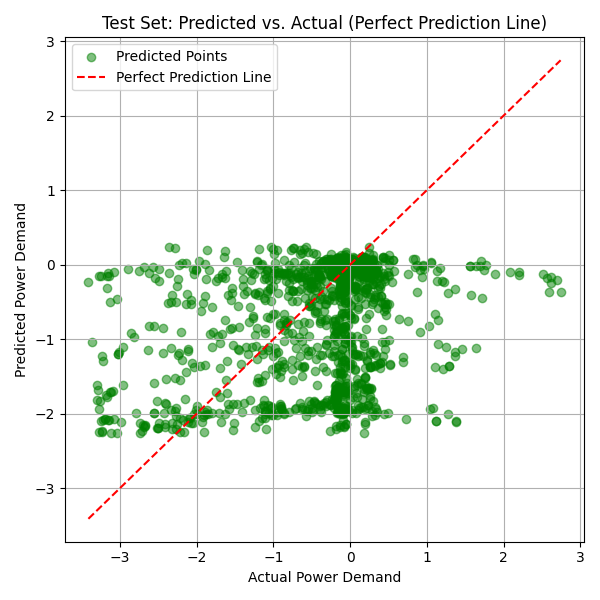 Test Set: Predicted vs. Actual (Perfect Prediction Line)
Predicted Points
Perfect Prediction Line
3
2
1
0
−1
−2
−3
Predicted Power Demand
−3 −2 −1 0 1 2 3
Actual Power Demand